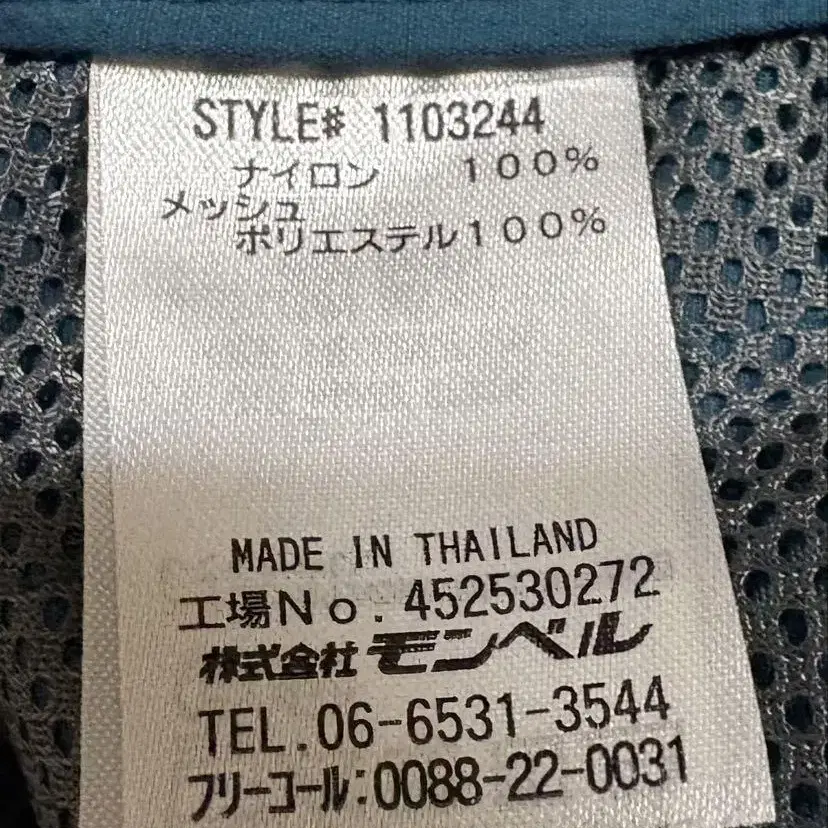 STYLE# 1103244
ナイロン 100%
メッシュ
ポリエステル100%
MADE IN THAILAND
工場No.452530272
株式会社モンベル
TEL.06-6531-3544
フリーコール:0088-22-0031